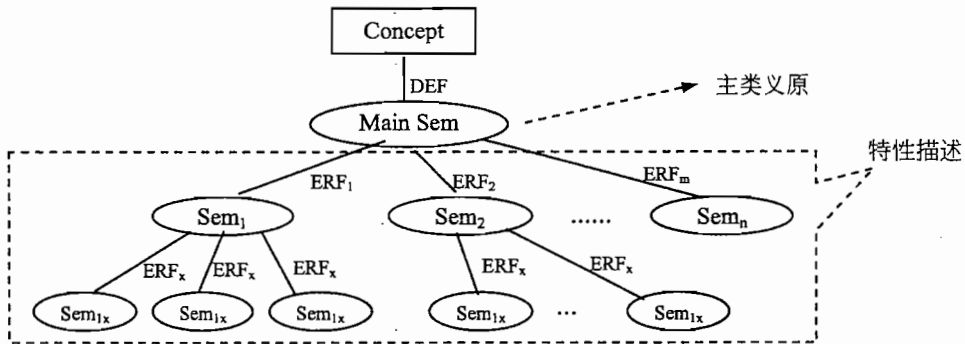 Concept
DEF
主类义原
Main Sem
特性描述
ERF₁
ERF₂
ERFₘ
Sem₁
Sem₂
......
Semₙ
ERFₓ ERFₓ ERFₓ ERFₓ ERFₓ
Sem₁ₓ Sem₁ₓ Sem₁ₓ Sem₁ₓ ... Sem₁ₓ